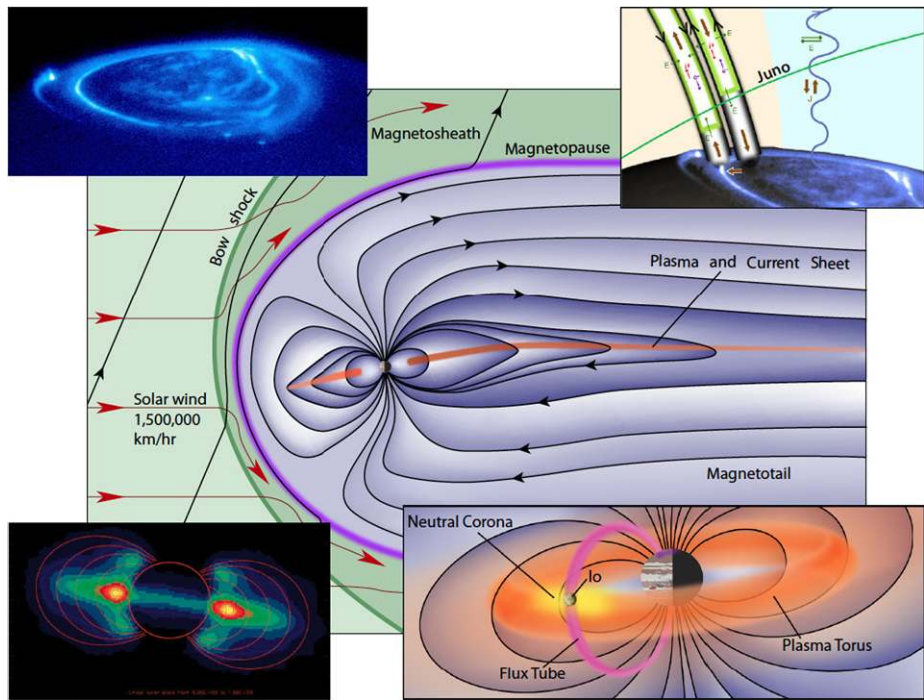 Juno
E
E
E
Magnetosheath
Magnetopause
Bow shock
Plasma and Current Sheet
Solar wind
1,500,000
km/hr
Magnetotail
Neutral Corona
Io
Plasma Torus
Flux Tube